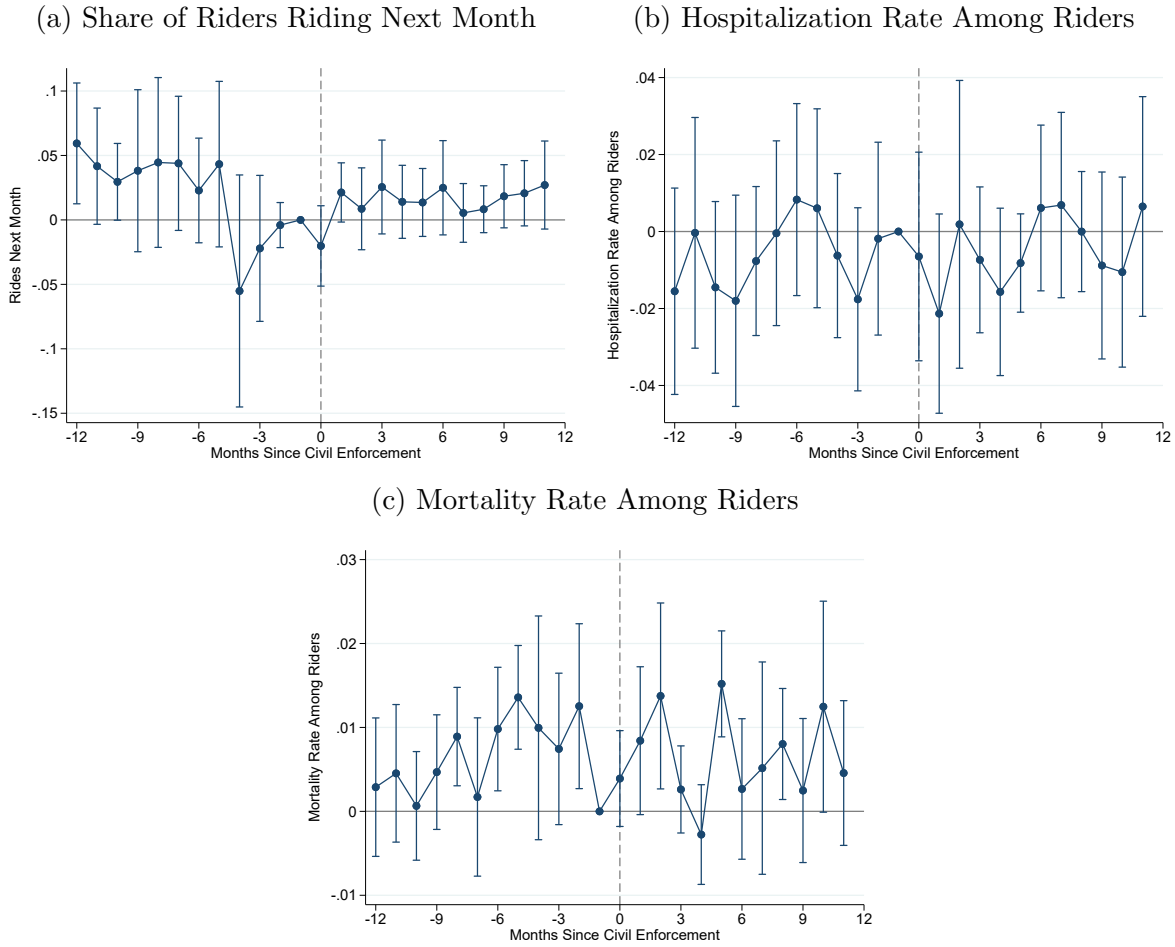 (a) Share of Riders Riding Next Month
.1
.05
0
-.05
-.1
-.15
Rides Next Month
-12 -9 -6 -3 0 3 6 9 12
Months Since Civil Enforcement
(b) Hospitalization Rate Among Riders
.04
.02
0
-.02
-.04
Hospitalization Rate Among Riders
-12 -9 -6 -3 0 3 6 9 12
Months Since Civil Enforcement
(c) Mortality Rate Among Riders
.03
.02
.01
0
-.01
Mortality Rate Among Riders
-12 -9 -6 -3 0 3 6 9 12
Months Since Civil Enforcement